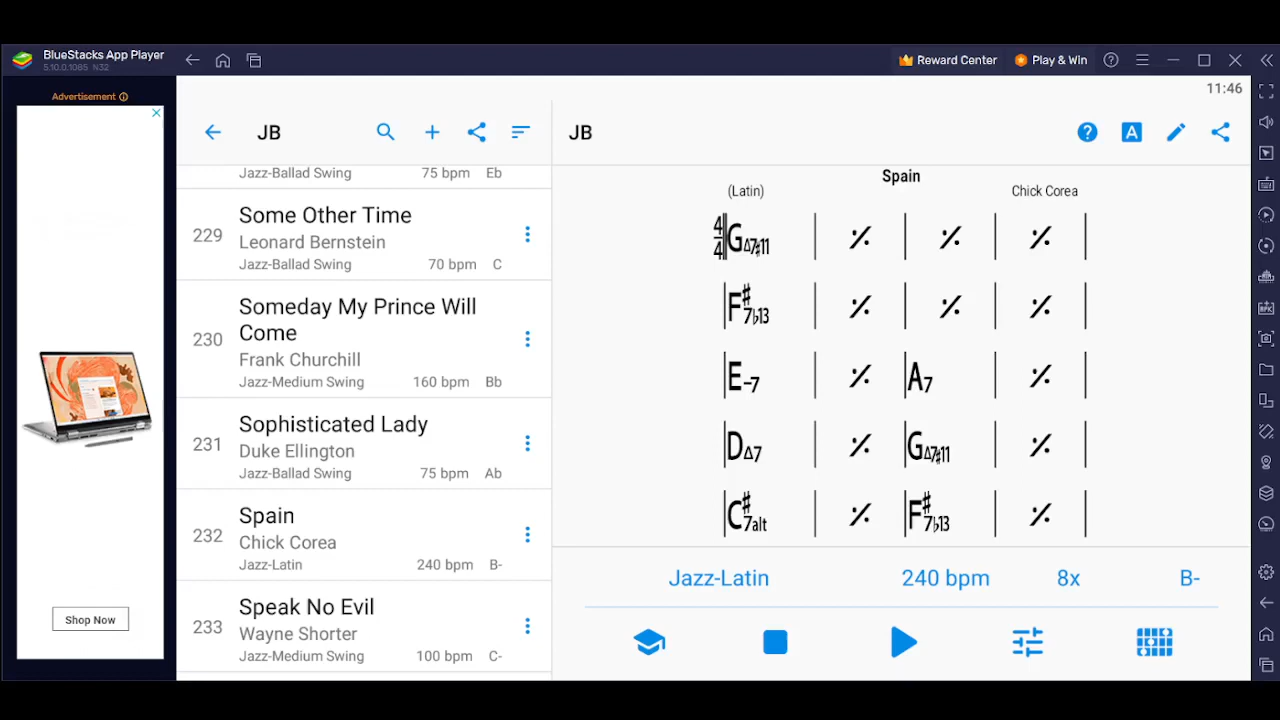 BlueStacks App Player
5.10.0.1085 N32
Reward Center
Play & Win
Advertisement
Shop Now
11:46
JB
Jazz-Ballad Swing 75 bpm Eb
229
Some Other Time
Leonard Bernstein
Jazz-Ballad Swing 70 bpm C
230
Someday My Prince Will
Come
Frank Churchill
Jazz-Medium Swing 160 bpm Bb
231
Sophisticated Lady
Duke Ellington
Jazz-Ballad Swing 75 bpm Ab
232
Spain
Chick Corea
Jazz-Latin 240 bpm B-
233
Speak No Evil
Wayne Shorter
Jazz-Medium Swing 100 bpm C-
JB
A
Spain
(Latin) Chick Corea
4/4 GΔ7♯11 | 𝄎 | 𝄎 | 𝄎 |
F♯7♭13 | 𝄎 | 𝄎 | 𝄎 |
E-7 | 𝄎 | A7 | 𝄎 |
DΔ7 | 𝄎 | GΔ7♯11 | 𝄎 |
C♯7alt | 𝄎 | F♯7♭13 | 𝄎 |
Jazz-Latin 240 bpm 8x B-